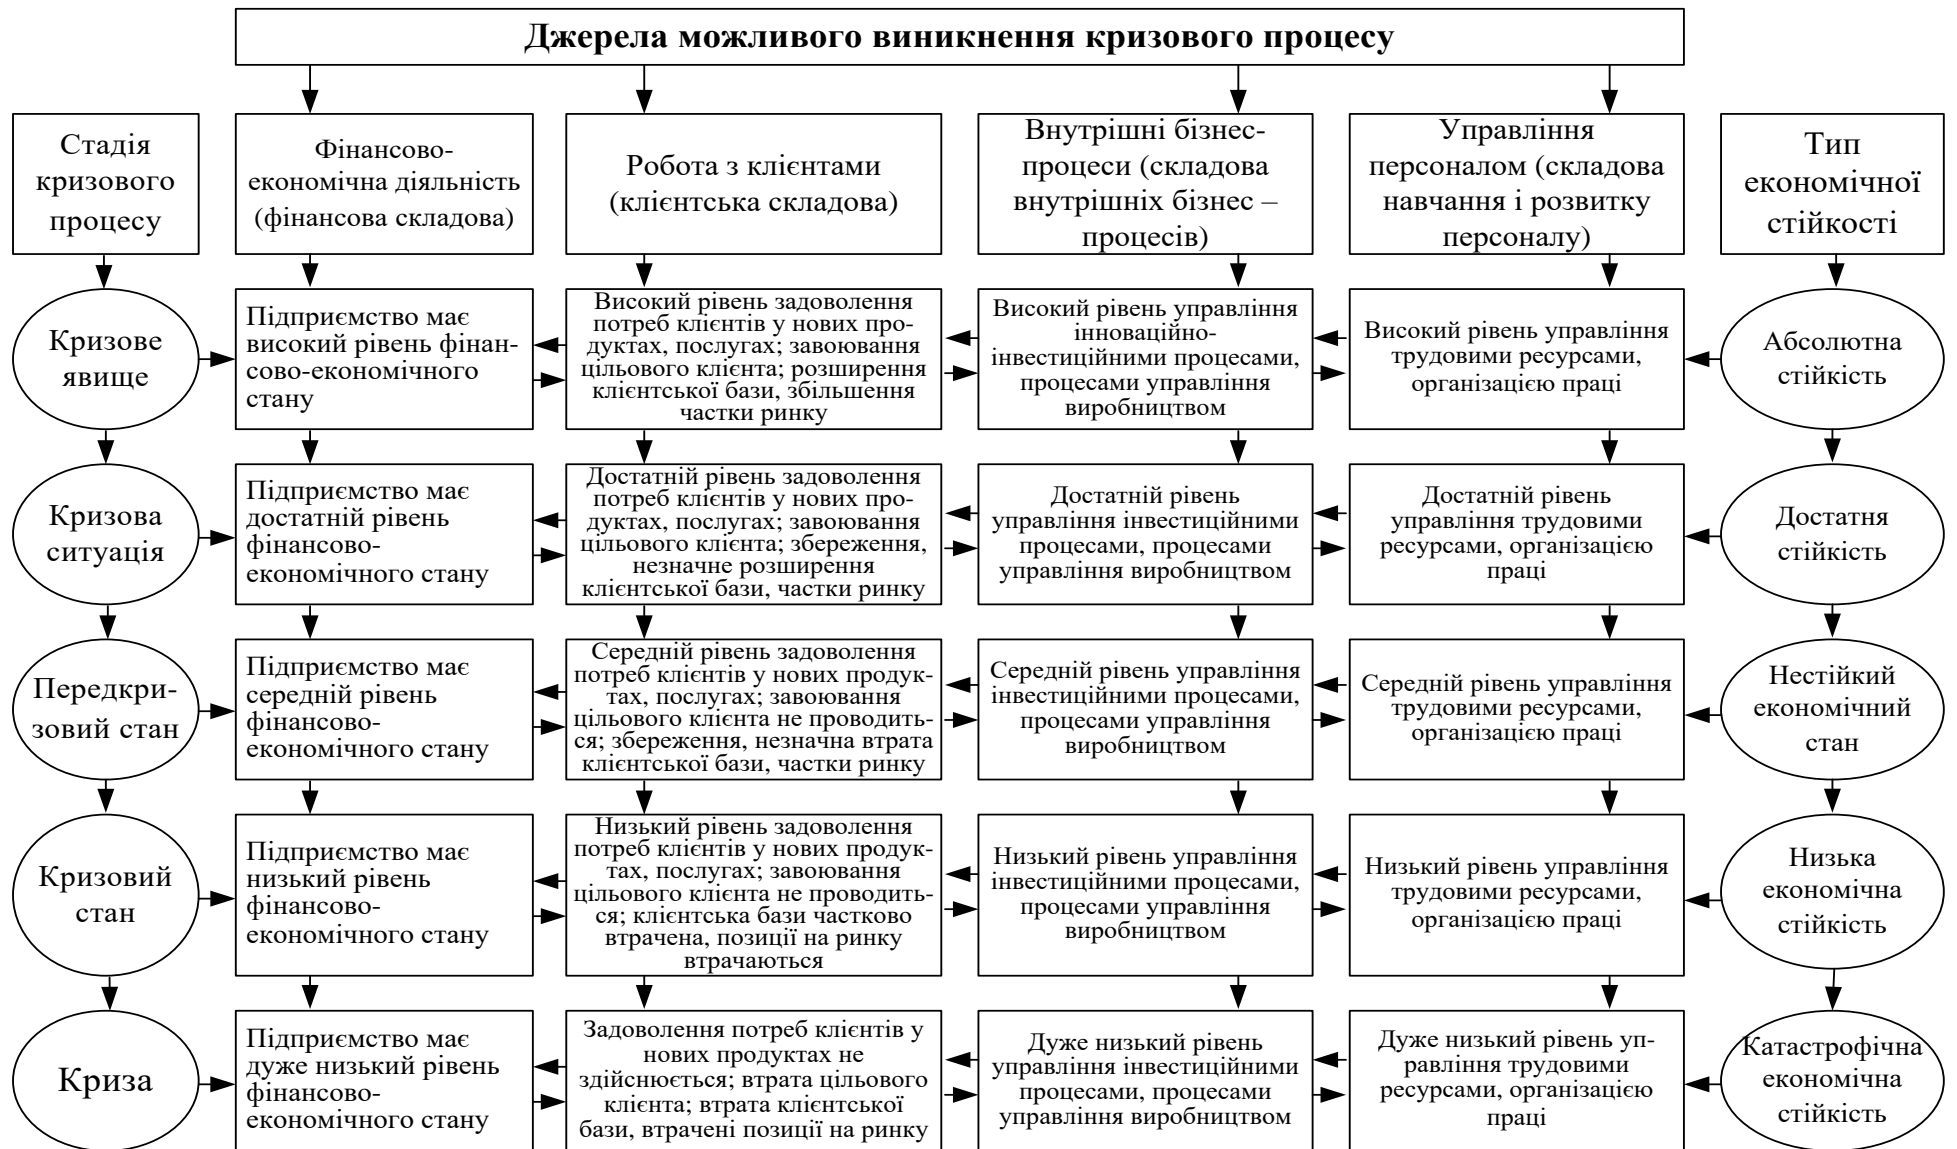 Джерела можливого виникнення кризового процесу
Стадія
кризового
процесу
Фінансово-
економічна діяльність
(фінансова складова)
Робота з клієнтами
(клієнтська складова)
Внутрішні бізнес-
процеси (складова
внутрішніх бізнес –
процесів)
Управління
персоналом (складова
навчання і розвитку
персоналу)
Тип
економічної
стійкості
Кризове
явище
Підприємство має
високий рівень фінан-
сово-економічного
стану
Високий рівень задоволення
потреб клієнтів у нових про-
дуктах, послугах; завоювання
цільового клієнта; розширення
клієнтської бази, збільшення
частки ринку
Високий рівень управління
інноваційно-
інвестиційними процесами,
процесами управління
виробництвом
Високий рівень управління
трудовими ресурсами,
організацією праці
Абсолютна
стійкість
Кризова
ситуація
Підприємство має
достатній рівень
фінансово-
економічного стану
Достатній рівень задоволення
потреб клієнтів у нових про-
дуктах, послугах; завоювання
цільового клієнта; збереження,
незначне розширення
клієнтської бази, частки ринку
Достатній рівень
управління інвестиційними
процесами, процесами
управління виробництвом
Достатній рівень
управління трудовими
ресурсами, організацією
праці
Достатня
стійкість
Передкри-
зовий стан
Підприємство має
середній рівень
фінансово-
економічного стану
Середній рівень задоволення
потреб клієнтів у нових продук-
тах, послугах; завоювання
цільового клієнта не проводить-
ся; збереження, незначна втрата
клієнтської бази, частки ринку
Середній рівень управління
інвестиційними процесами,
процесами управління
виробництвом
Середній рівень управління
трудовими ресурсами,
організацією праці
Нестійкий
економічний
стан
Кризовий
стан
Підприємство має
низький рівень
фінансово-
економічного стану
Низький рівень задоволення
потреб клієнтів у нових продук-
тах, послугах; завоювання
цільового клієнта не проводить-
ся; клієнтська бази частково
втрачена, позиції на ринку
втрачаються
Низький рівень управління
інвестиційними процесами,
процесами управління
виробництвом
Низький рівень управління
трудовими ресурсами,
організацією праці
Низька
економічна
стійкість
Криза
Підприємство має
дуже низький рівень
фінансово-
економічного стану
Задоволення потреб клієнтів у
нових продуктах не
здійснюється; втрата цільового
клієнта; втрата клієнтської
бази, втрачені позиції на ринку
Дуже низький рівень
управління інвестиційними
процесами, процесами
управління виробництвом
Дуже низький рівень уп-
равління трудовими
ресурсами, організацією
праці
Катастрофічна
економічна
стійкість